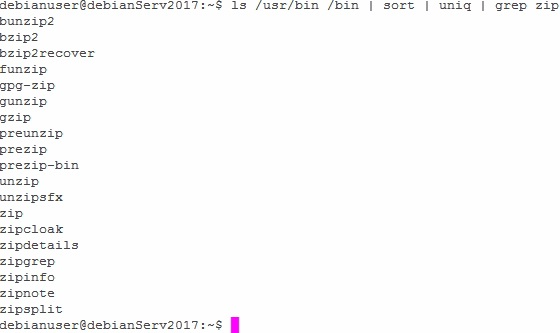 debianuser@debianServ2017:~$ ls /usr/bin /bin | sort | uniq | grep zip
bunzip2
bzip2
bzip2recover
funzip
gpg-zip
gunzip
gzip
preunzip
prezip
prezip-bin
unzip
unzipsfx
zip
zipcloak
zipdetails
zipgrep
zipinfo
zipnote
zipsplit
debianuser@debianServ2017:~$